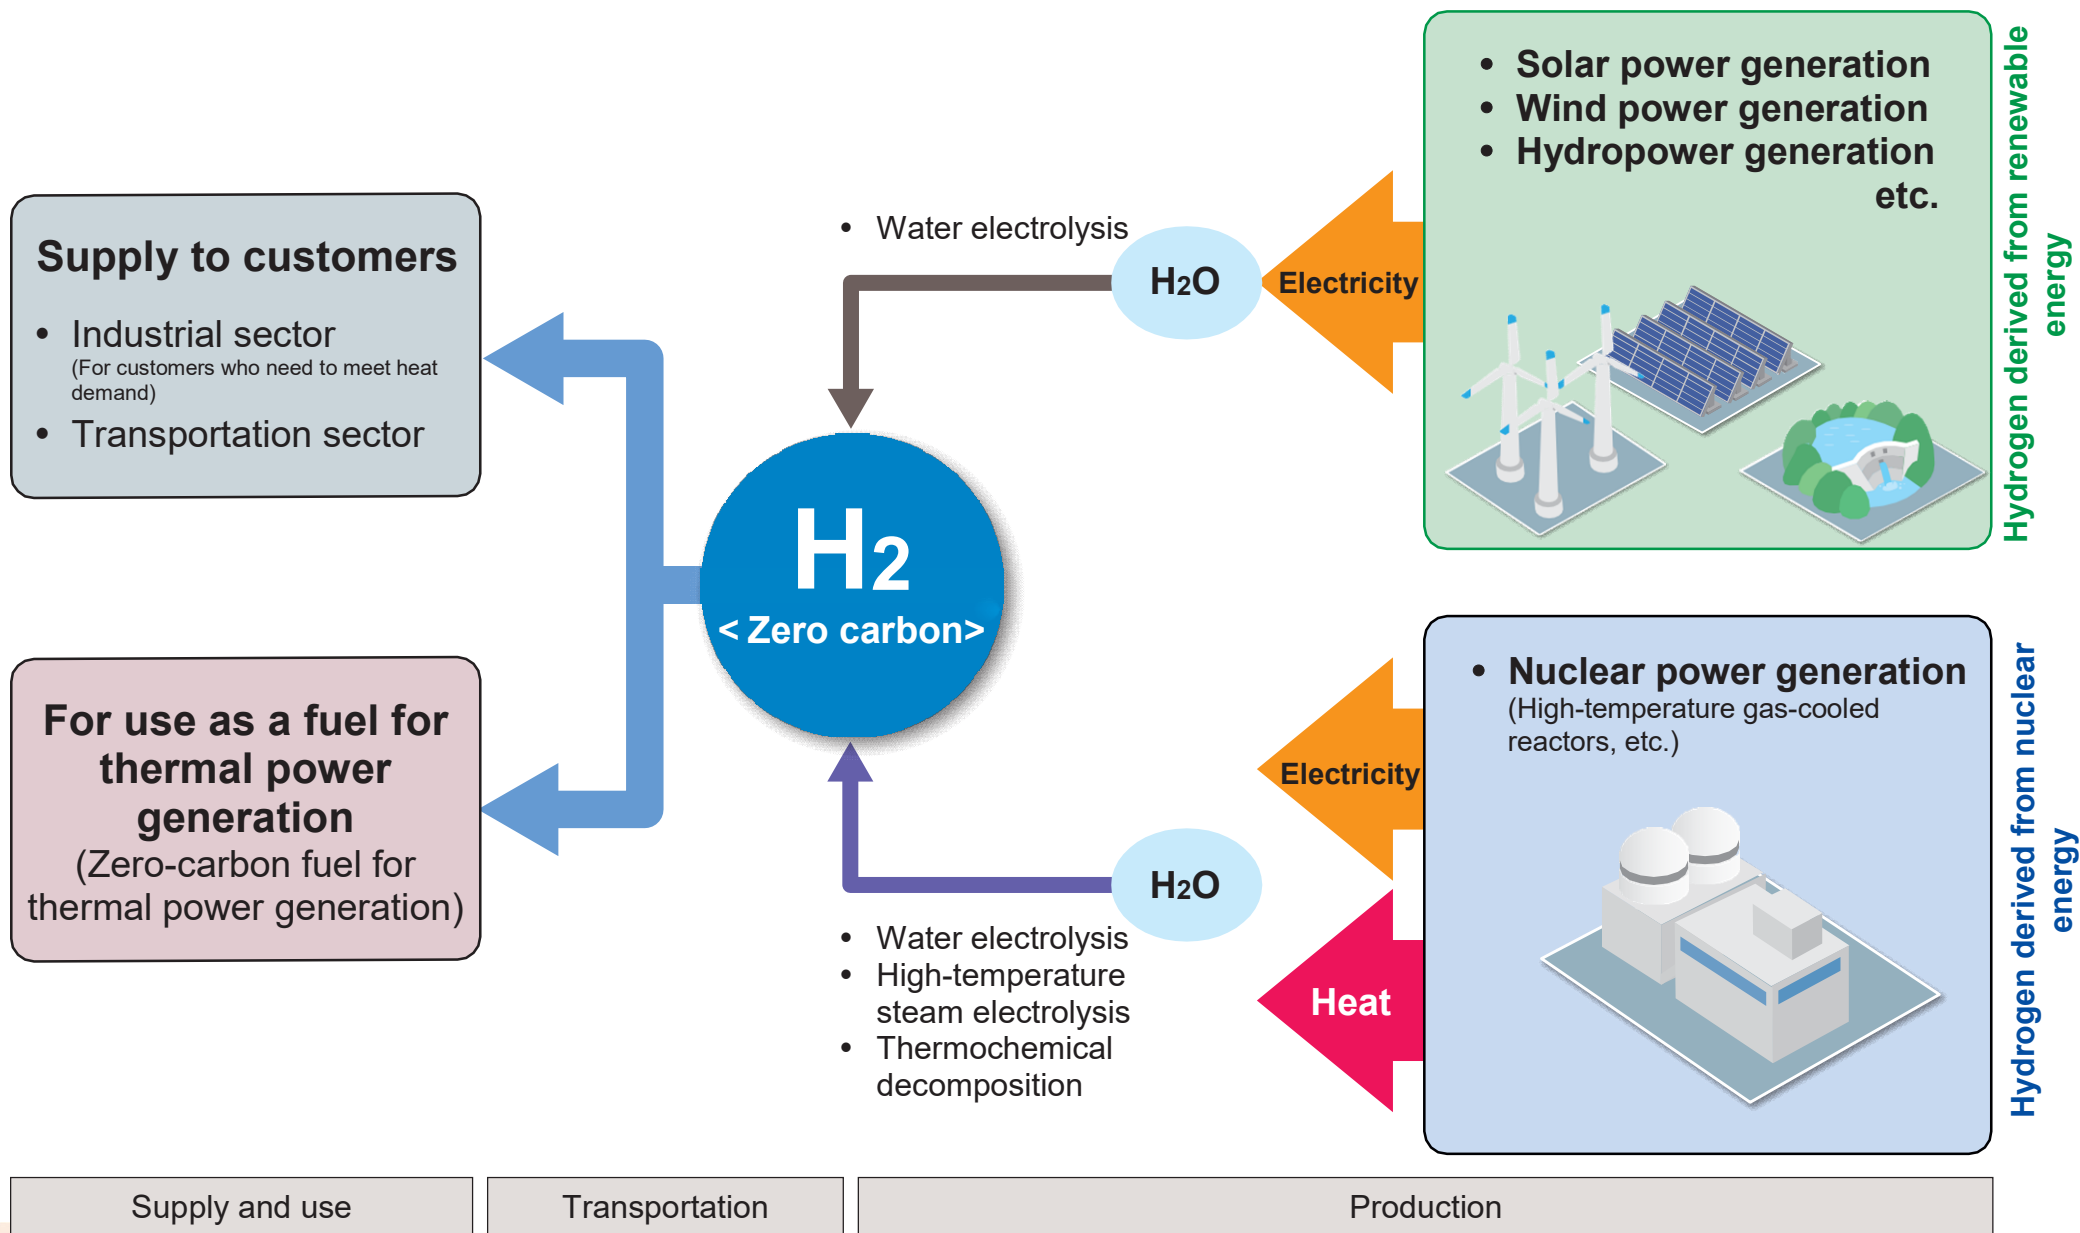 Supply to customers
• Industrial sector
(For customers who need to meet heat
demand)
• Transportation sector
For use as a fuel for
thermal power
generation
(Zero-carbon fuel for
thermal power generation)
H2
< Zero carbon>
• Water electrolysis
H2O
Electricity
• Solar power generation
• Wind power generation
• Hydropower generation
etc.
Hydrogen derived from renewable
energy
H2O
• Water electrolysis
• High-temperature
steam electrolysis
• Thermochemical
decomposition
Electricity
Heat
• Nuclear power generation
(High-temperature gas-cooled
reactors, etc.)
Hydrogen derived from nuclear
energy
Supply and use
Transportation
Production